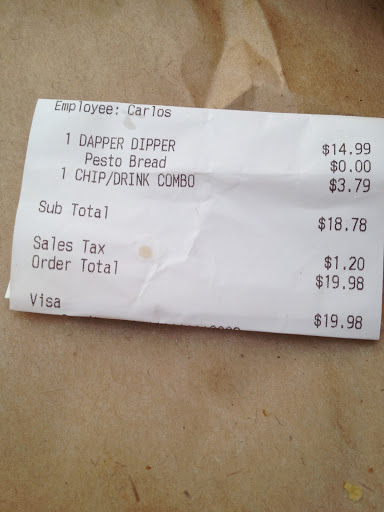 Employee: Carlos
1 DAPPER DIPPER $14.99
Pesto Bread $0.00
1 CHIP/DRINK COMBO $3.79
Sub Total $18.78
Sales Tax $1.20
Order Total $19.98
Visa $19.98